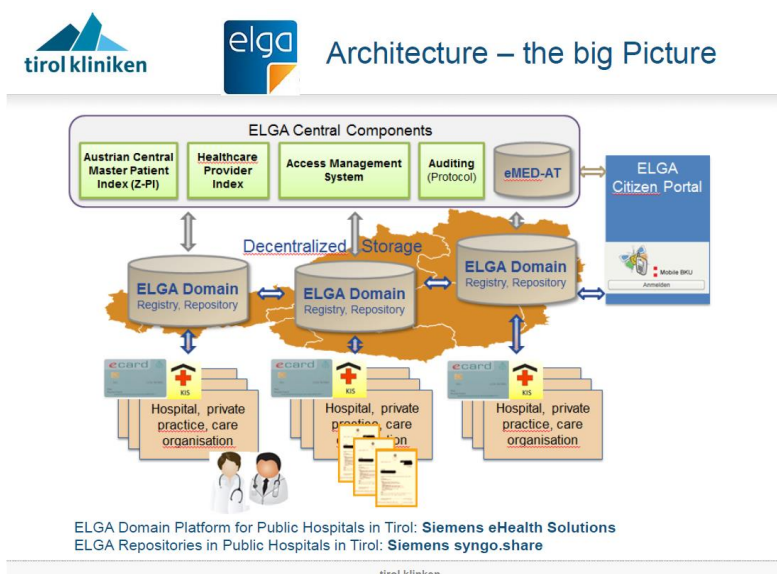 tirol kliniken
elga
Architecture – the big Picture
ELGA Central Components
Austrian Central
Master Patient
Index (Z-PI)
Healthcare
Provider
Index
Access Management
System
Auditing
(Protocol)
eMED-AT
ELGA
Citizen Portal
Mobile BKU
Anmelden
Decentralized Storage
ELGA Domain
Registry, Repository
ELGA Domain
Registry, Repository
ELGA Domain
Registry, Repository
ecard
KIS
Hospital, private
practice, care
organisation
ecard
KIS
Hospital, private
practice, care
ecard
KIS
Hospital, private
practice, care
organisation
ELGA Domain Platform for Public Hospitals in Tirol: Siemens eHealth Solutions
ELGA Repositories in Public Hospitals in Tirol: Siemens syngo.share